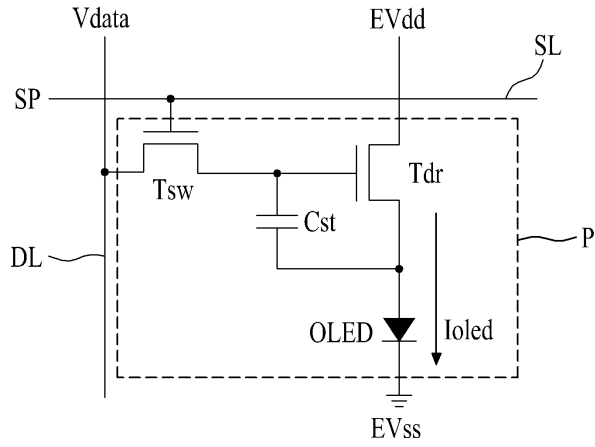 Vdata
EVdd
SL
SP
Tsw
Tdr
Cst
DL
P
OLED
Ioled
EVss